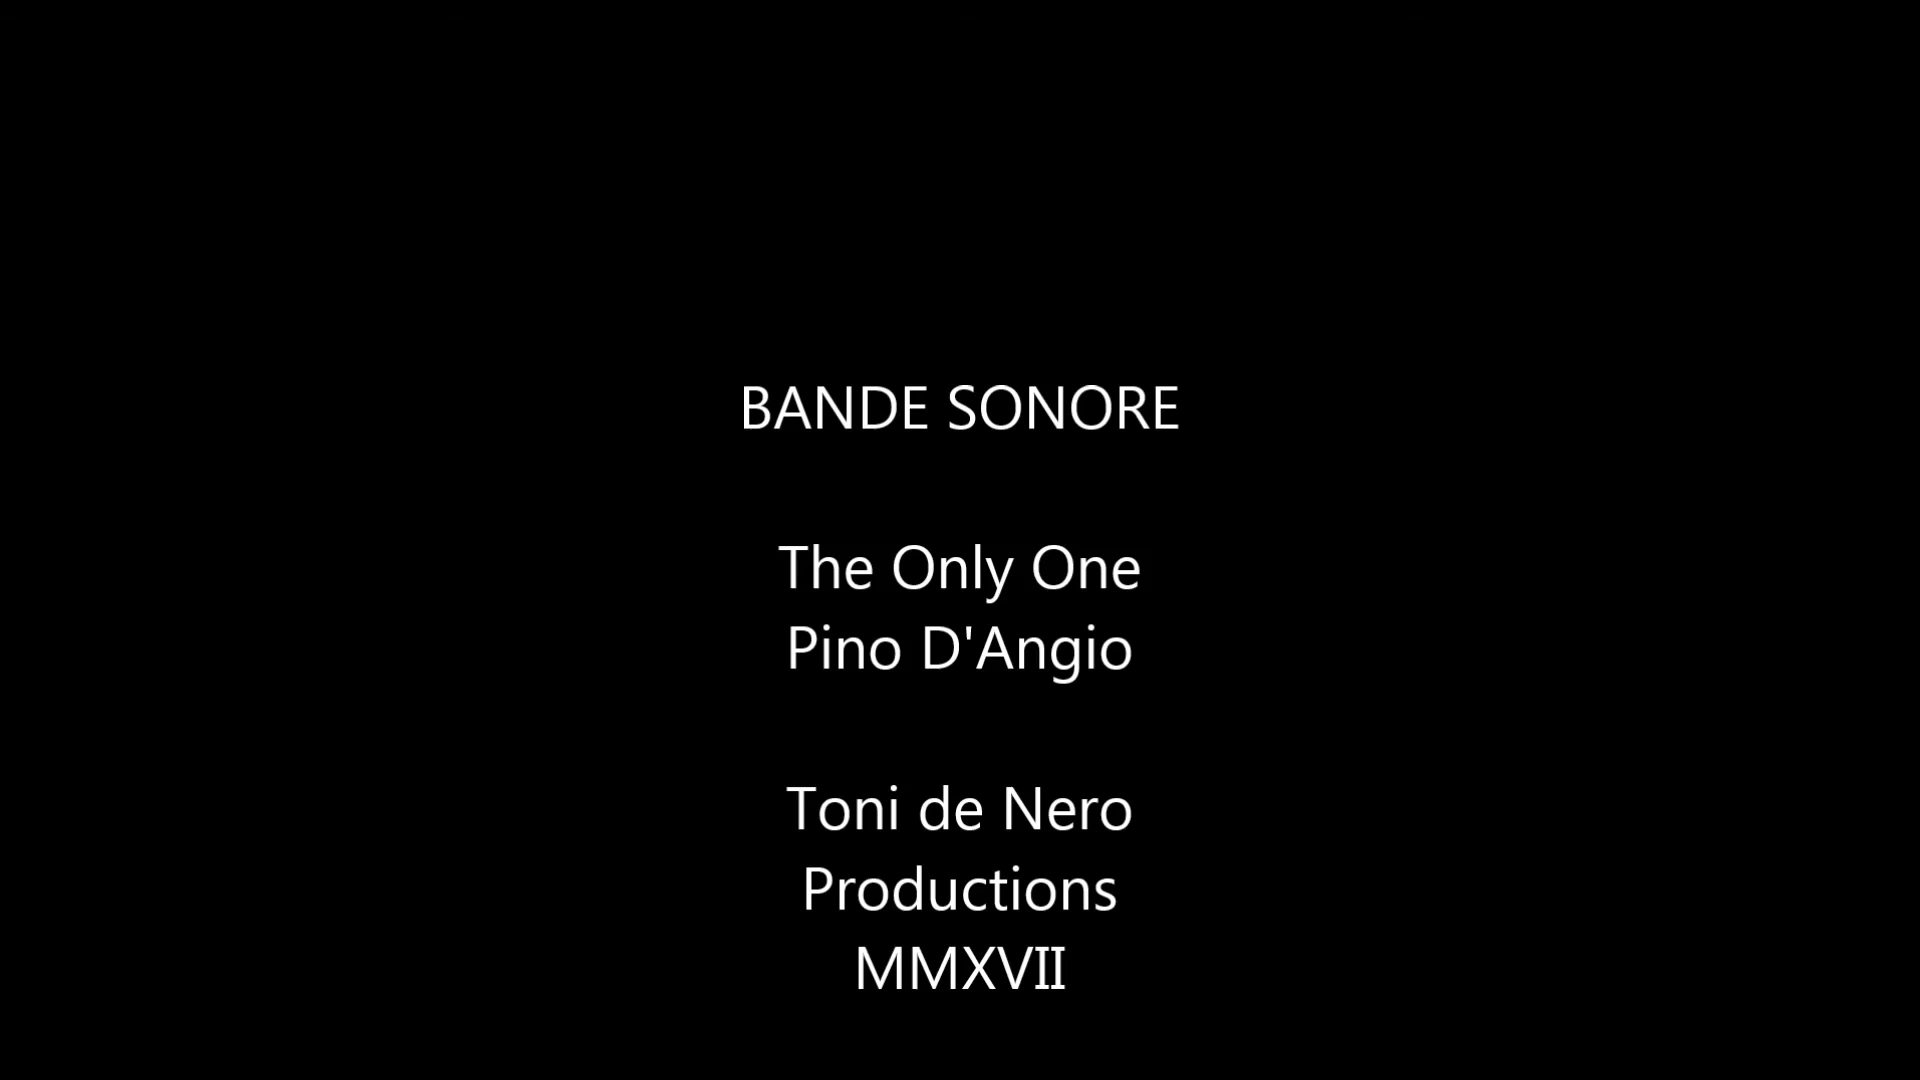 BANDE SONORE
The Only One
Pino D'Angio
Toni de Nero
Productions
MMXVII